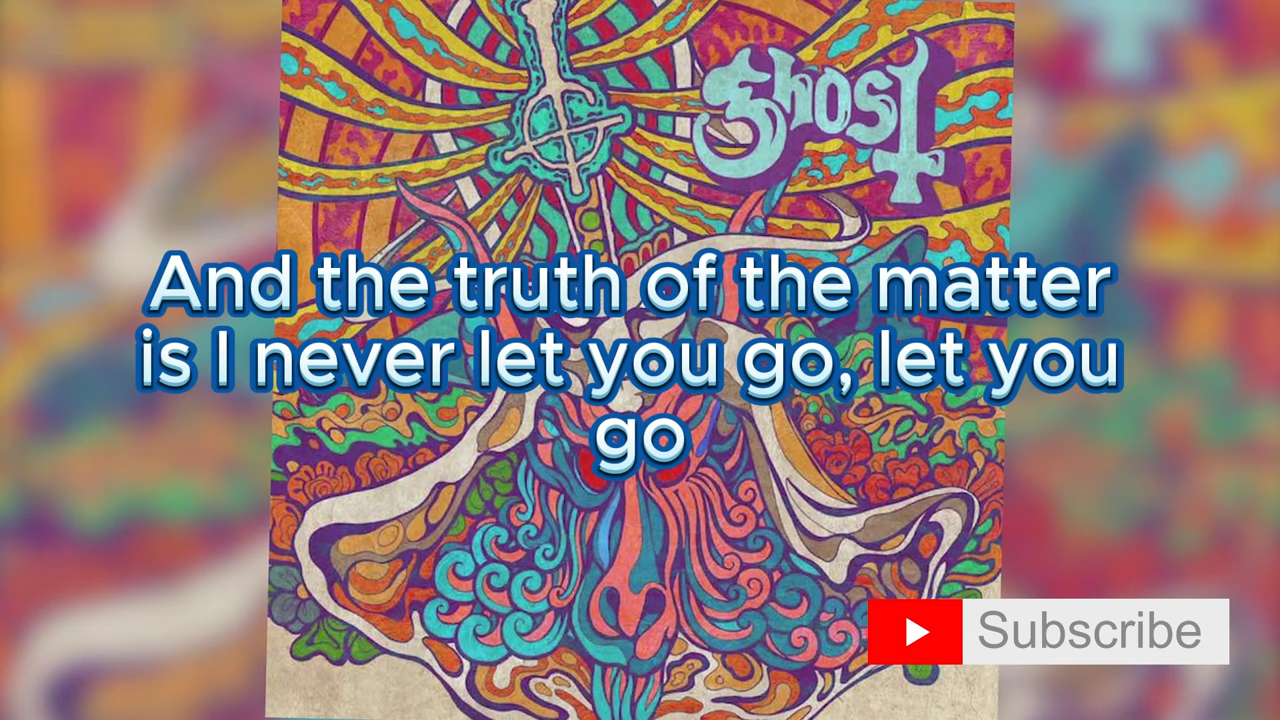 Ghost
And the truth of the matter
is I never let you go, let you
go
Subscribe